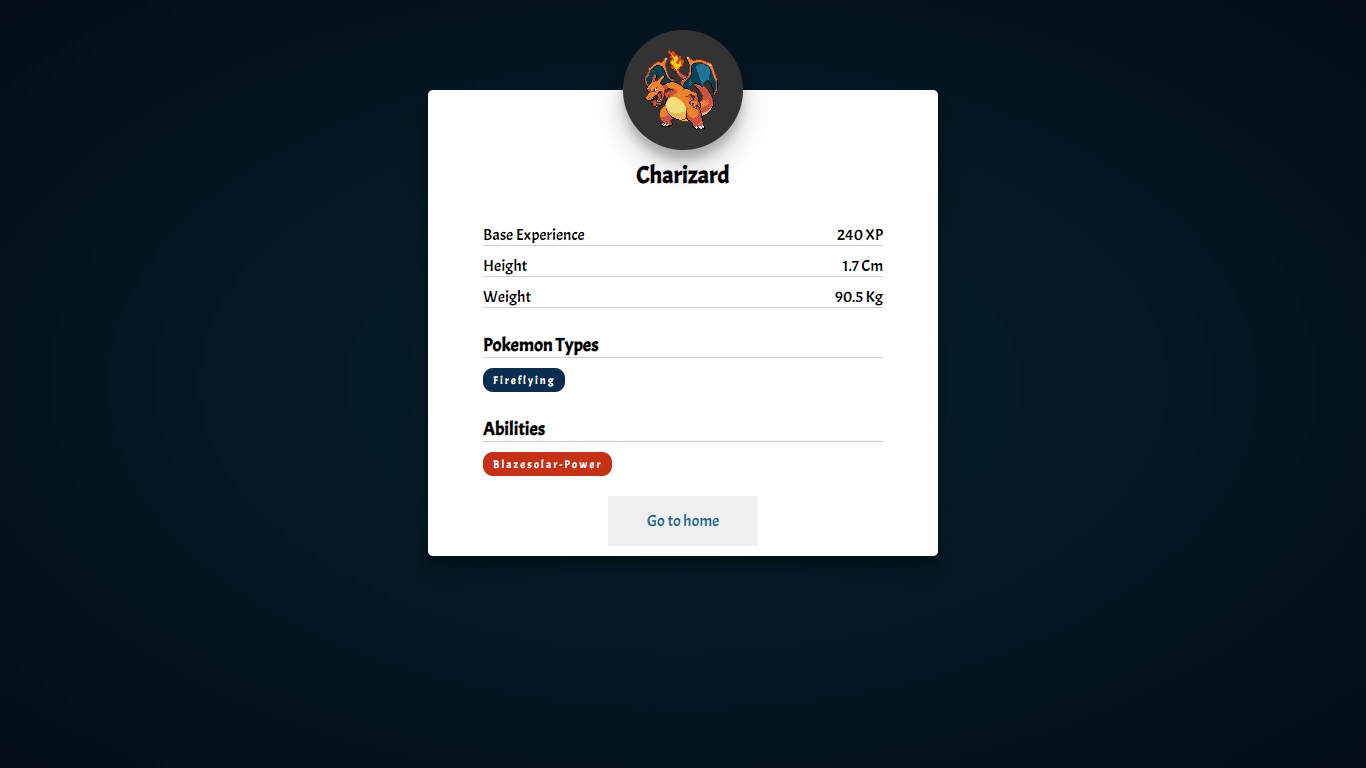 Charizard
Base Experience 240 XP
Height 1.7 Cm
Weight 90.5 Kg
Pokemon Types
Fireflying
Abilities
Blazesolar-Power
Go to home